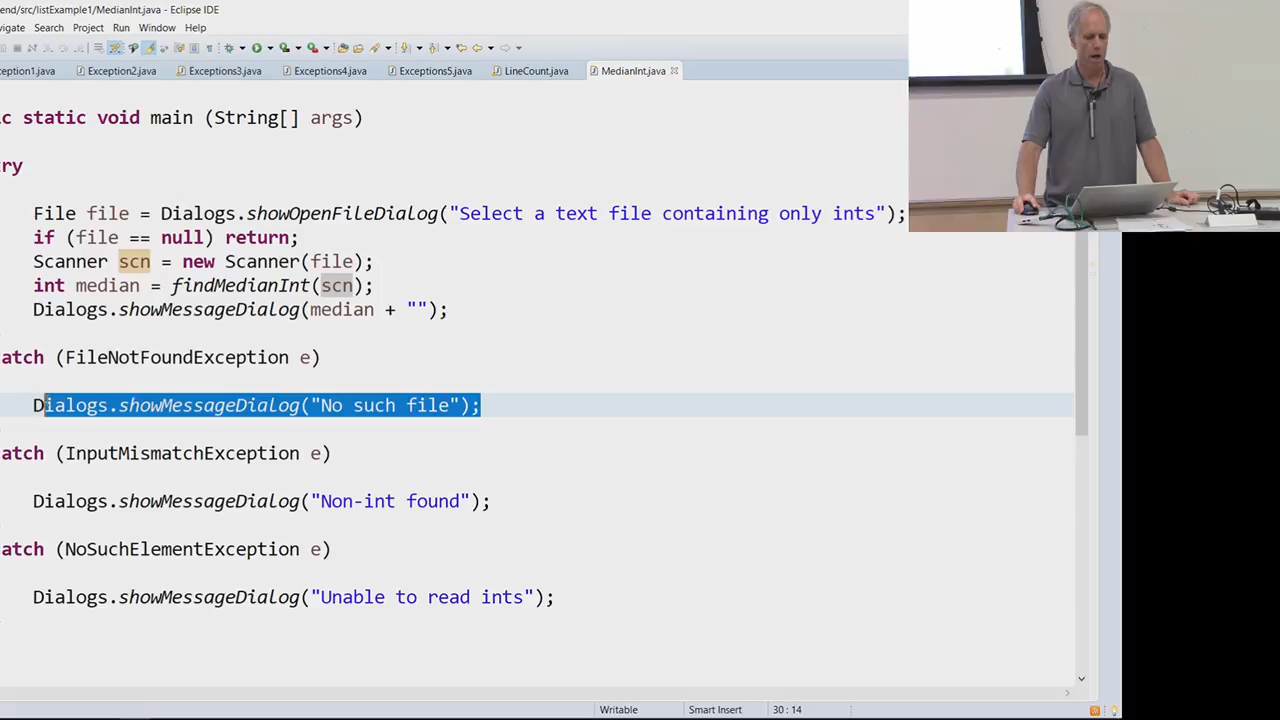 end/src/listExample1/MedianInt.java - Eclipse IDE
avigate Search Project Run Window Help
eption1.java Exception2.java Exceptions3.java Exceptions4.java Exceptions5.java LineCount.java MedianInt.java
c static void main (String[] args)
ry
File file = Dialogs.showOpenFileDialog("Select a text file containing only ints");
if (file == null) return;
Scanner scn = new Scanner(file);
int median = findMedianInt(scn);
Dialogs.showMessageDialog(median + "");
atch (FileNotFoundException e)
Dialogs.showMessageDialog("No such file");
atch (InputMismatchException e)
Dialogs.showMessageDialog("Non-int found");
atch (NoSuchElementException e)
Dialogs.showMessageDialog("Unable to read ints");
Writable Smart Insert 30 : 14